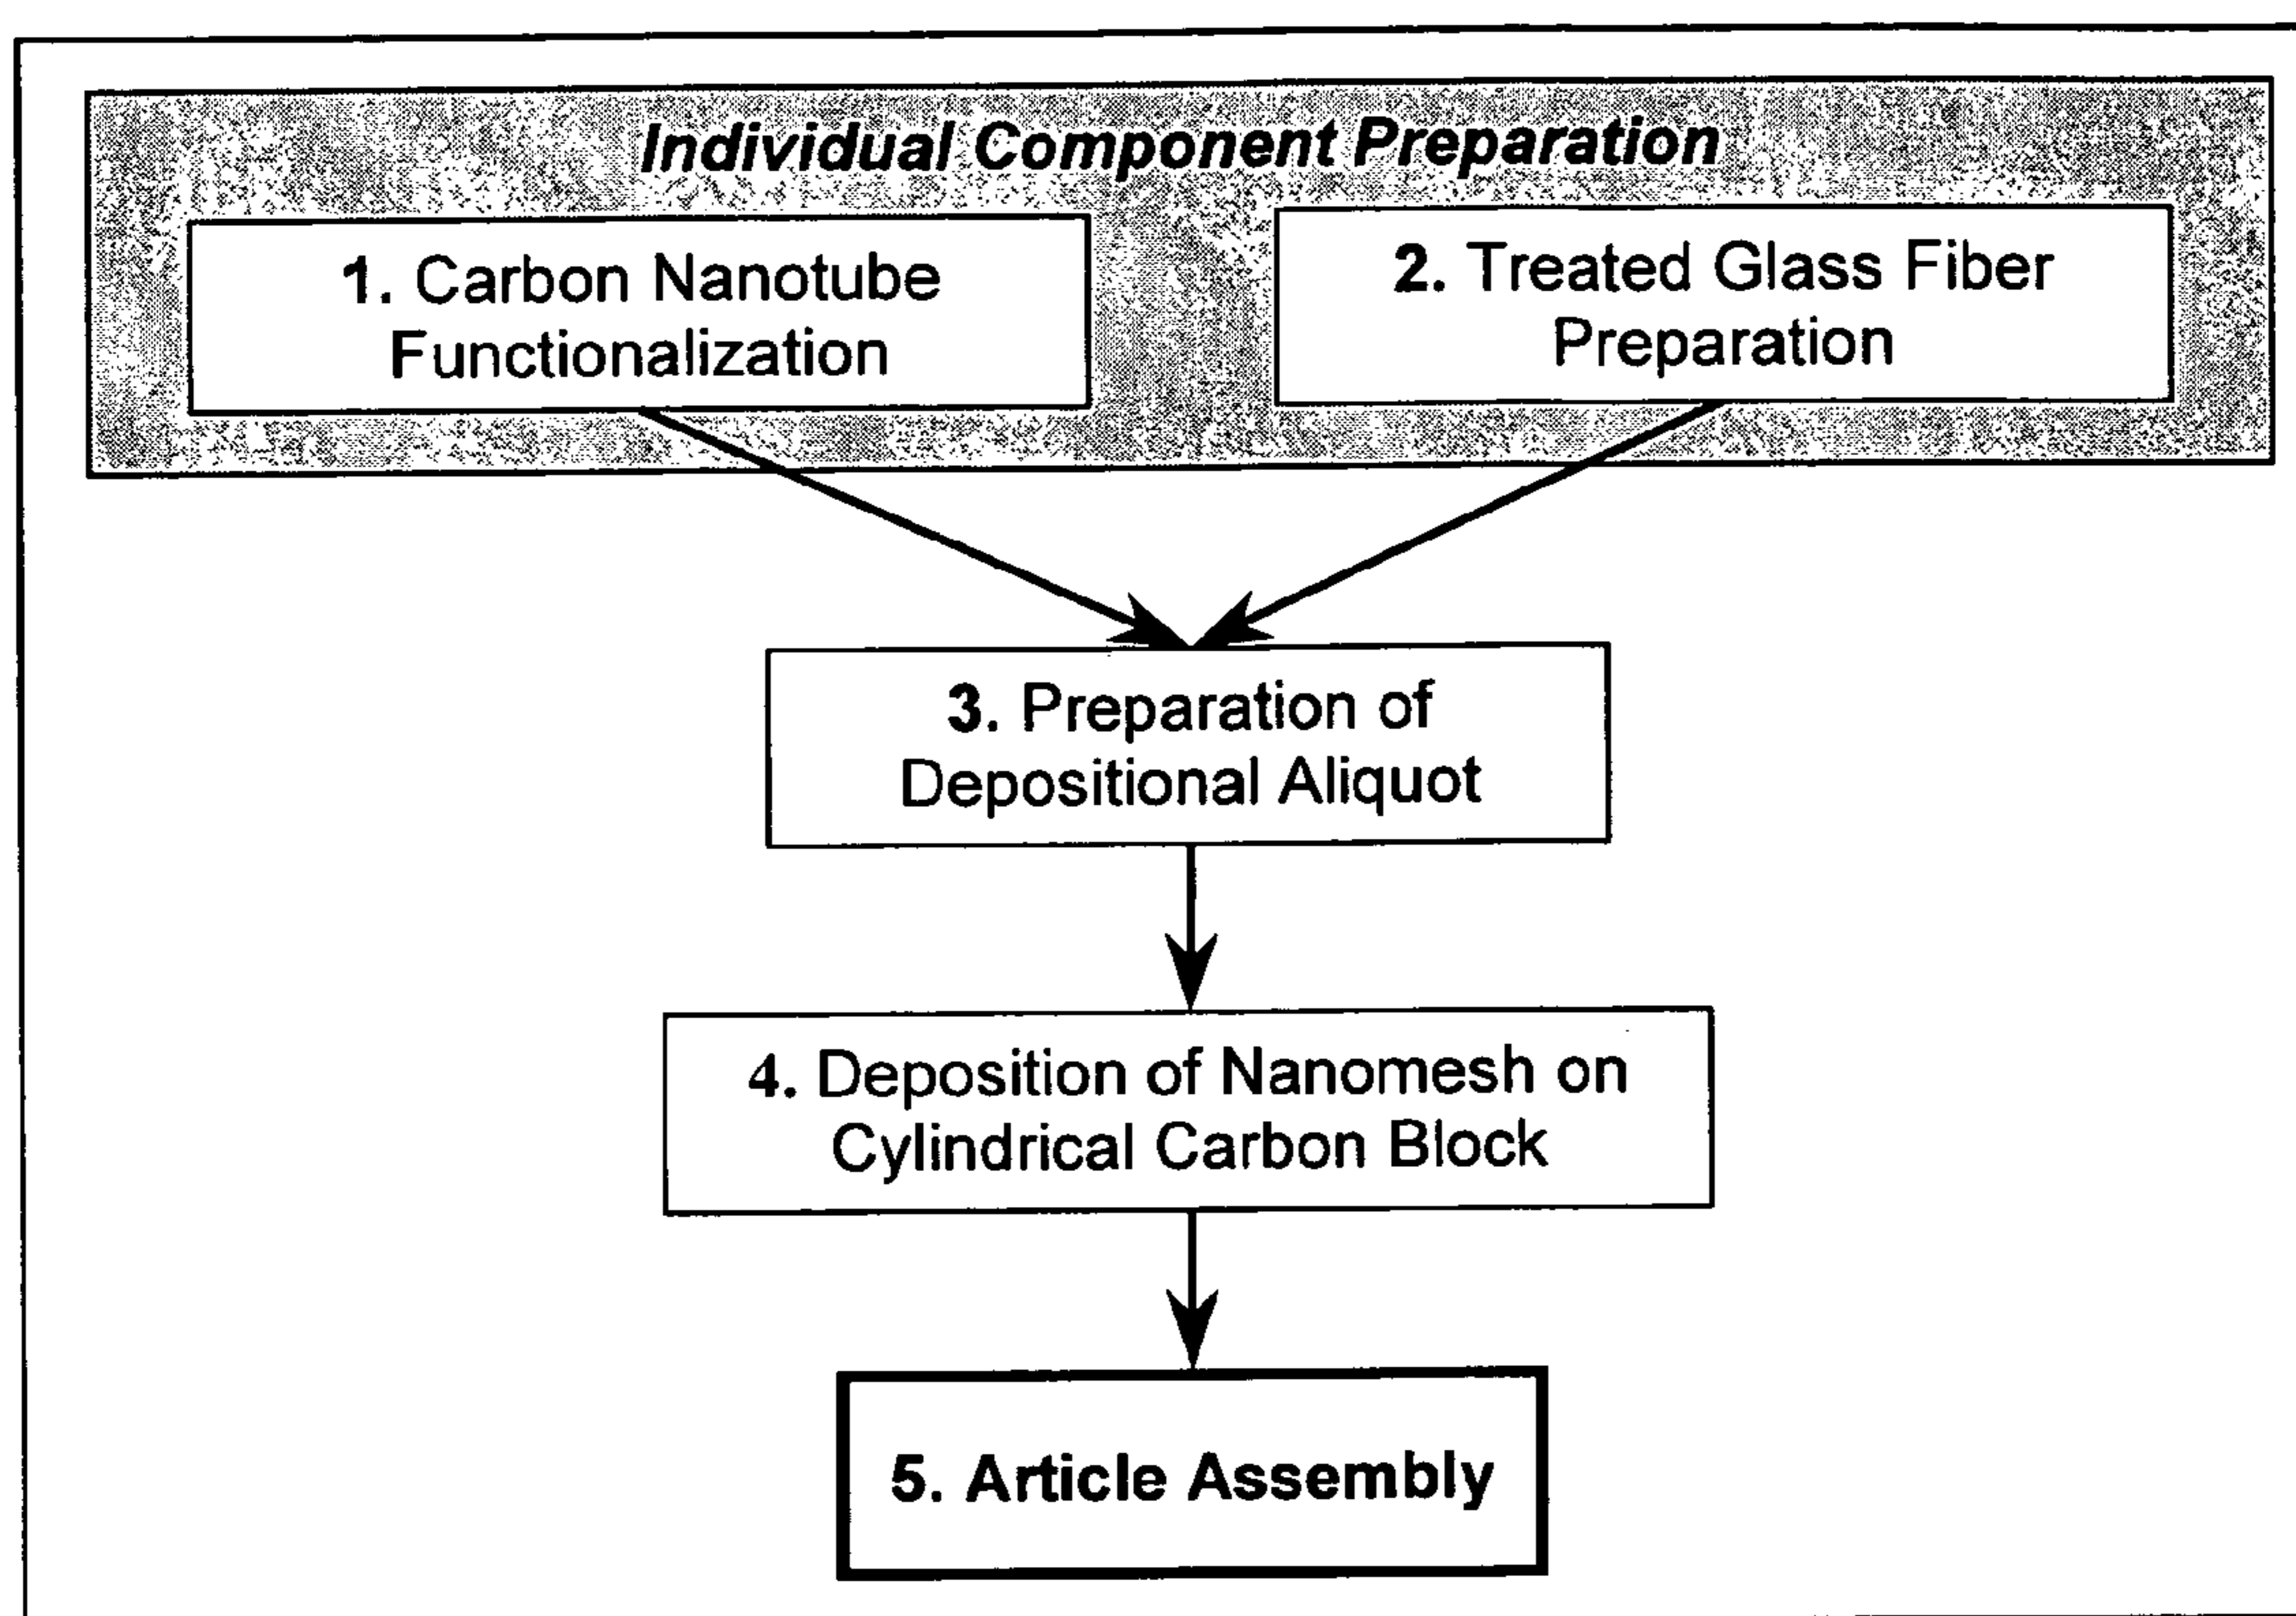 Individual Component Preparation
1. Carbon Nanotube
Functionalization
2. Treated Glass Fiber
Preparation
3. Preparation of
Depositional Aliquot
4. Deposition of Nanomesh on
Cylindrical Carbon Block
5. Article Assembly